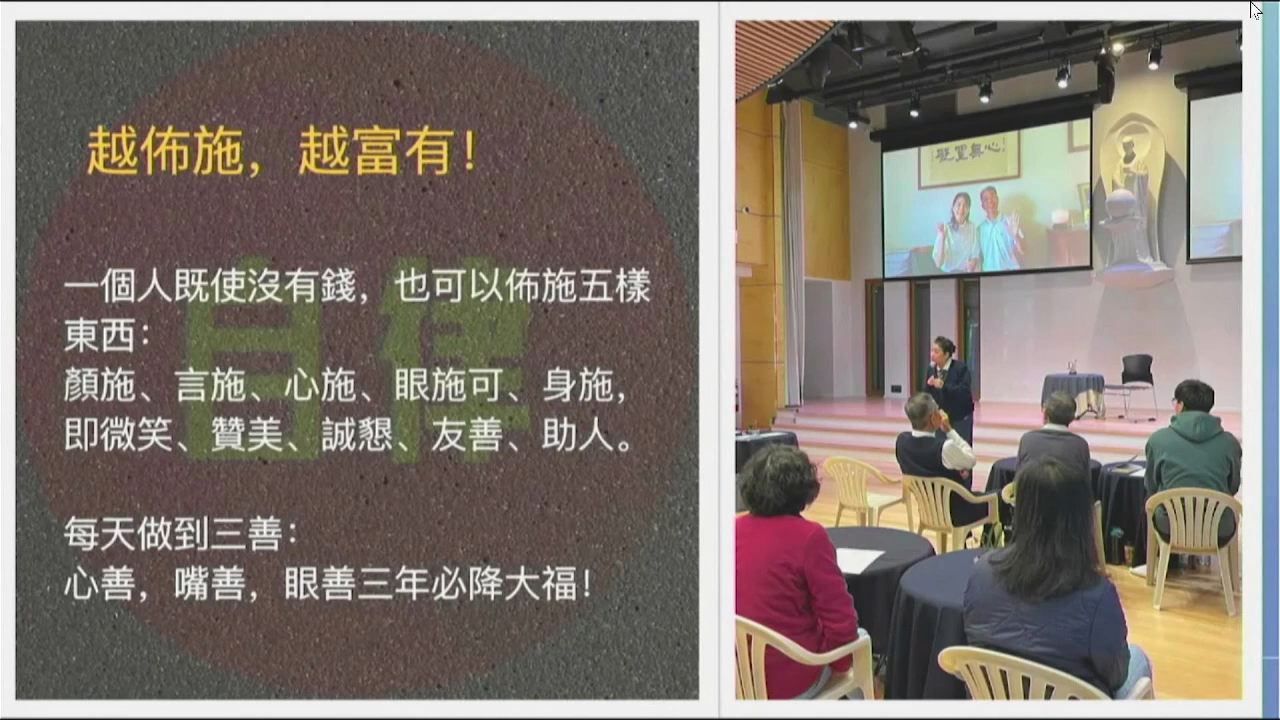 越佈施，越富有！
一個人既使沒有錢，也可以佈施五樣
東西：
顏施、言施、心施、眼施可、身施，
即微笑、贊美、誠懇、友善、助人。
每天做到三善：
心善，嘴善，眼善三年必降大福！
自律